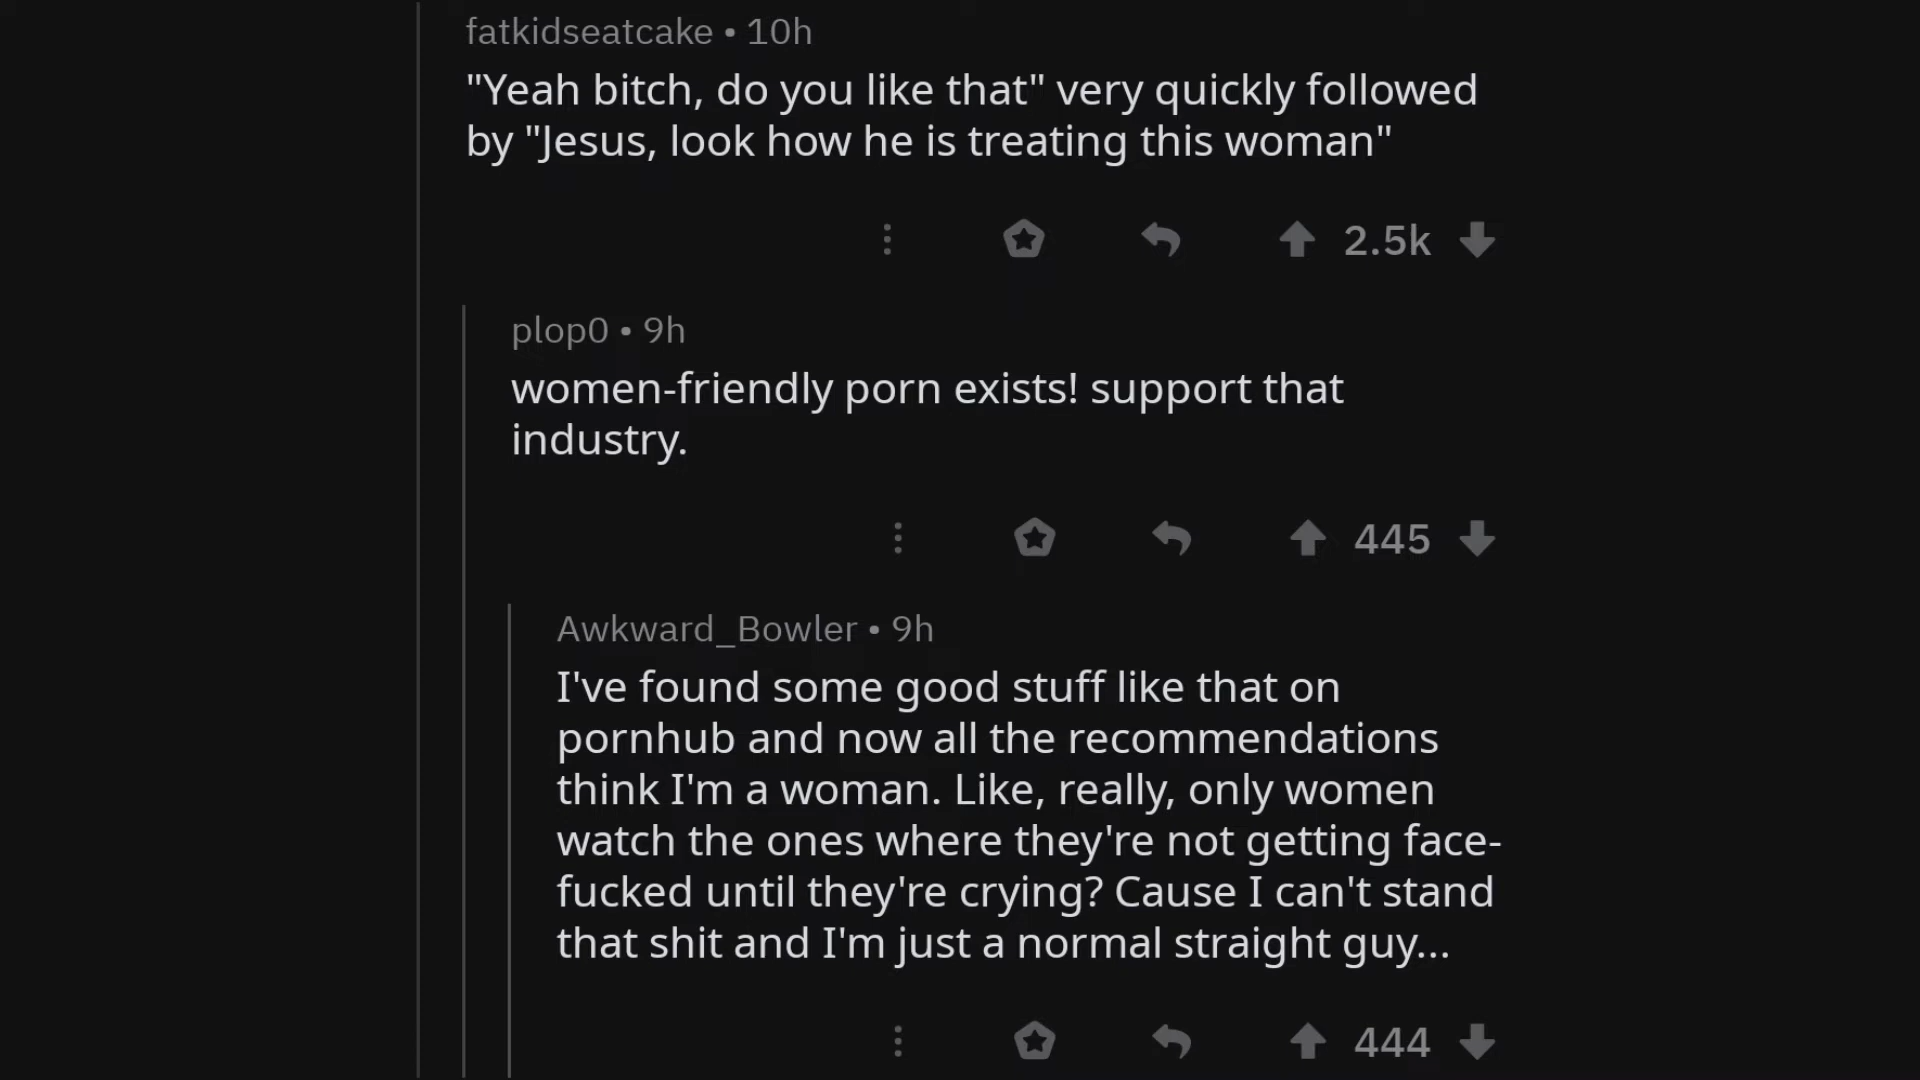 fatkidseatcake • 10h
"Yeah bitch, do you like that" very quickly followed
by "Jesus, look how he is treating this woman"
2.5k
plop0 • 9h
women-friendly porn exists! support that
industry.
445
Awkward_Bowler • 9h
I've found some good stuff like that on
pornhub and now all the recommendations
think I'm a woman. Like, really, only women
watch the ones where they're not getting face-
fucked until they're crying? Cause I can't stand
that shit and I'm just a normal straight guy...
444